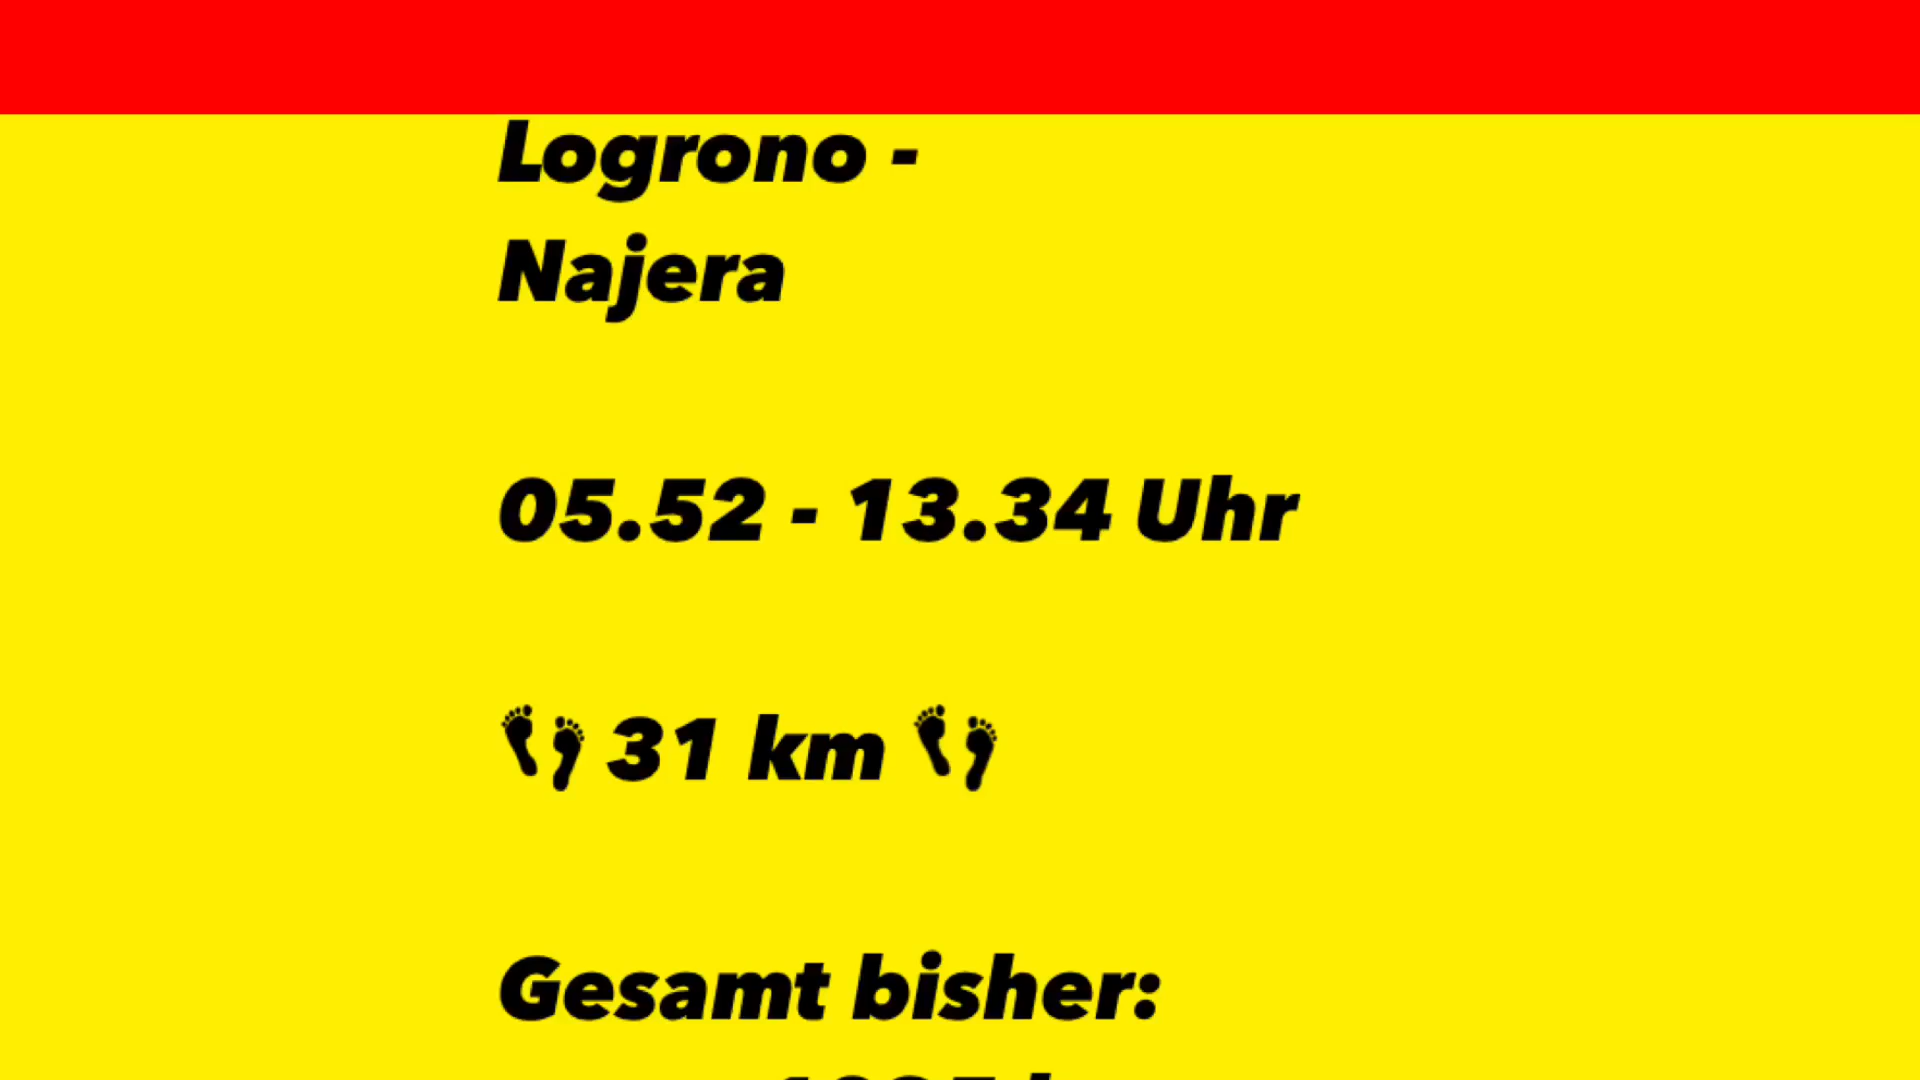 Logrono -
Najera
05.52 - 13.34 Uhr
👣 31 km 👣
Gesamt bisher: